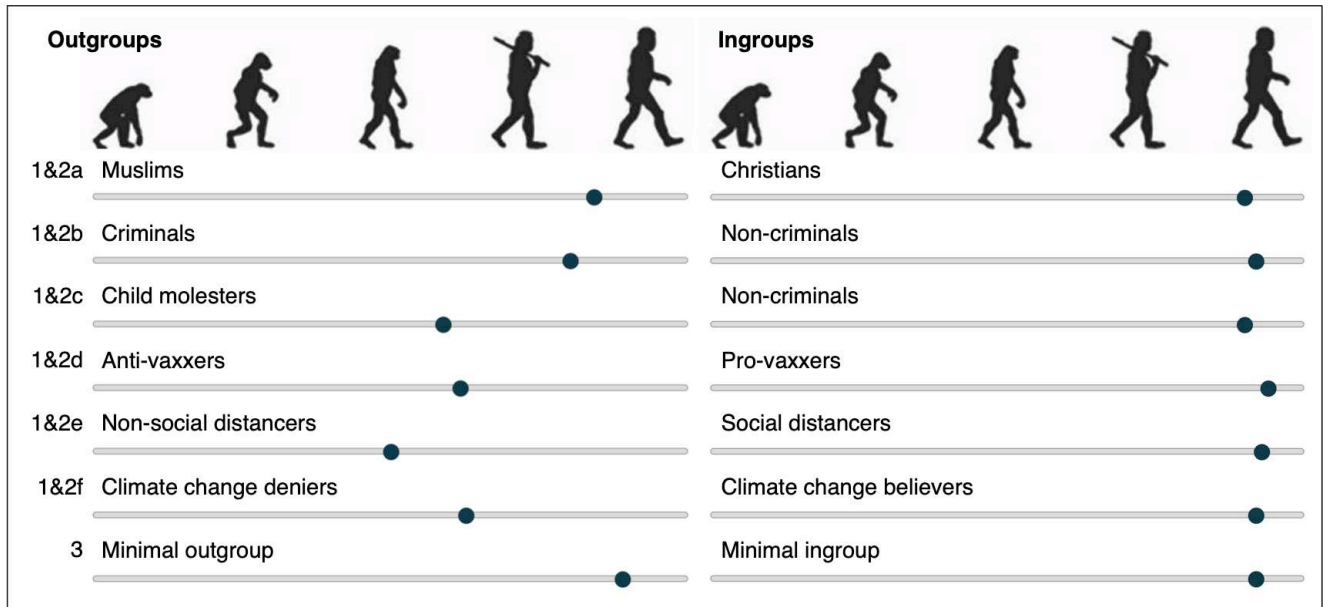 Outgroups Ingroups
1&2a Muslims Christians
1&2b Criminals Non-criminals
1&2c Child molesters Non-criminals
1&2d Anti-vaxxers Pro-vaxxers
1&2e Non-social distancers Social distancers
1&2f Climate change deniers Climate change believers
3 Minimal outgroup Minimal ingroup